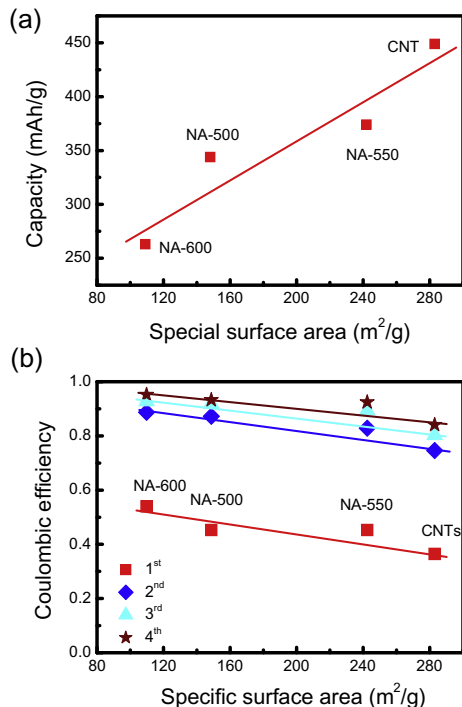 (a)
450
400
350
300
250
Capacity (mAh/g)
CNT
NA-500
NA-550
NA-600
80 120 160 200 240 280
Special surface area (m²/g)
(b)
1.0
0.8
0.6
0.4
0.2
0.0
Coulombic efficiency
NA-600
NA-500
NA-550
CNTs
1st
2nd
3rd
4th
80 120 160 200 240 280
Specific surface area (m²/g)